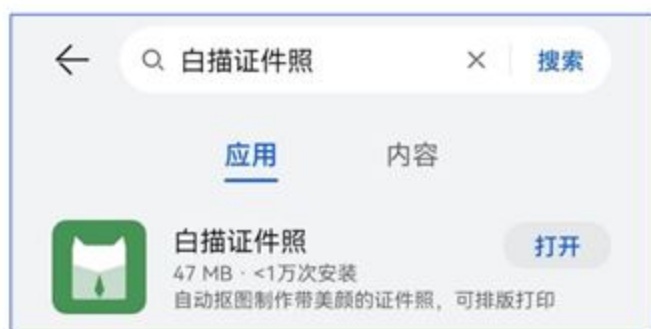 白描证件照 搜索
应用 内容
白描证件照
打开
47 MB · <1万次安装
自动抠图制作带美颜的证件照，可排版打印